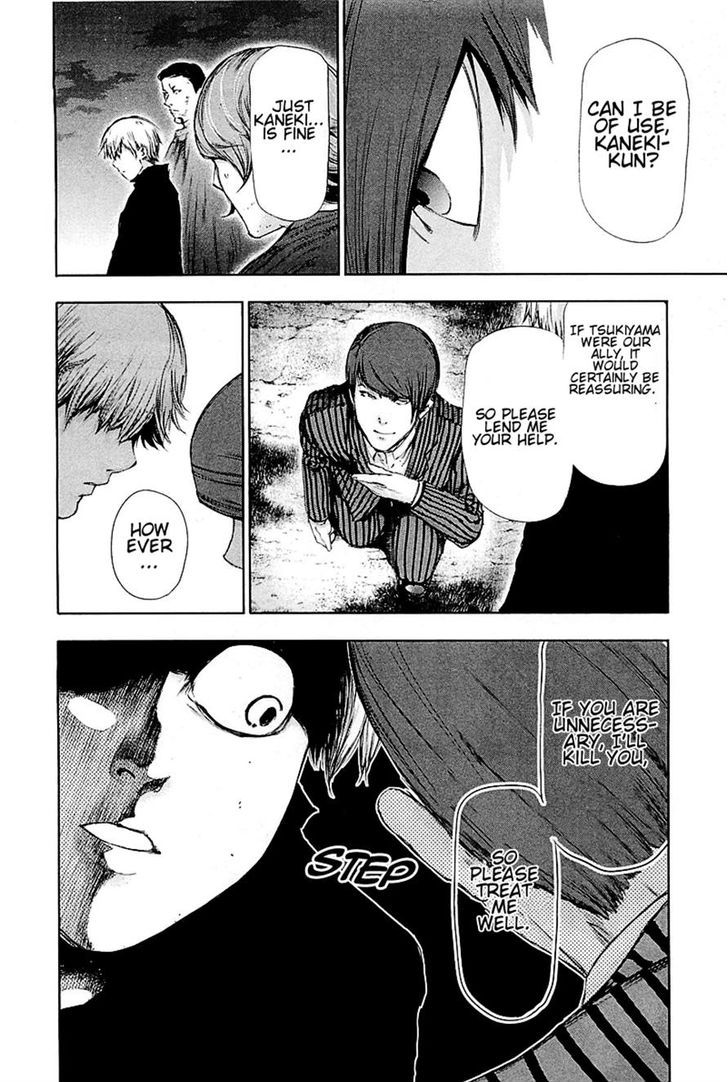 CAN I BE
OF USE,
KANEKI-
KUN?
JUST
KANEKI...
IS FINE
...
IF TSUKIYAMA
WERE OUR
ALLY, IT
WOULD
CERTAINLY BE
REASSURING.
SO PLEASE
LEND ME
YOUR HELP.
HOW
EVER
...
IF YOU ARE
UNNECESS-
ARY, I'LL
KILL YOU,
SO
PLEASE
TREAT
ME
WELL.
STEP